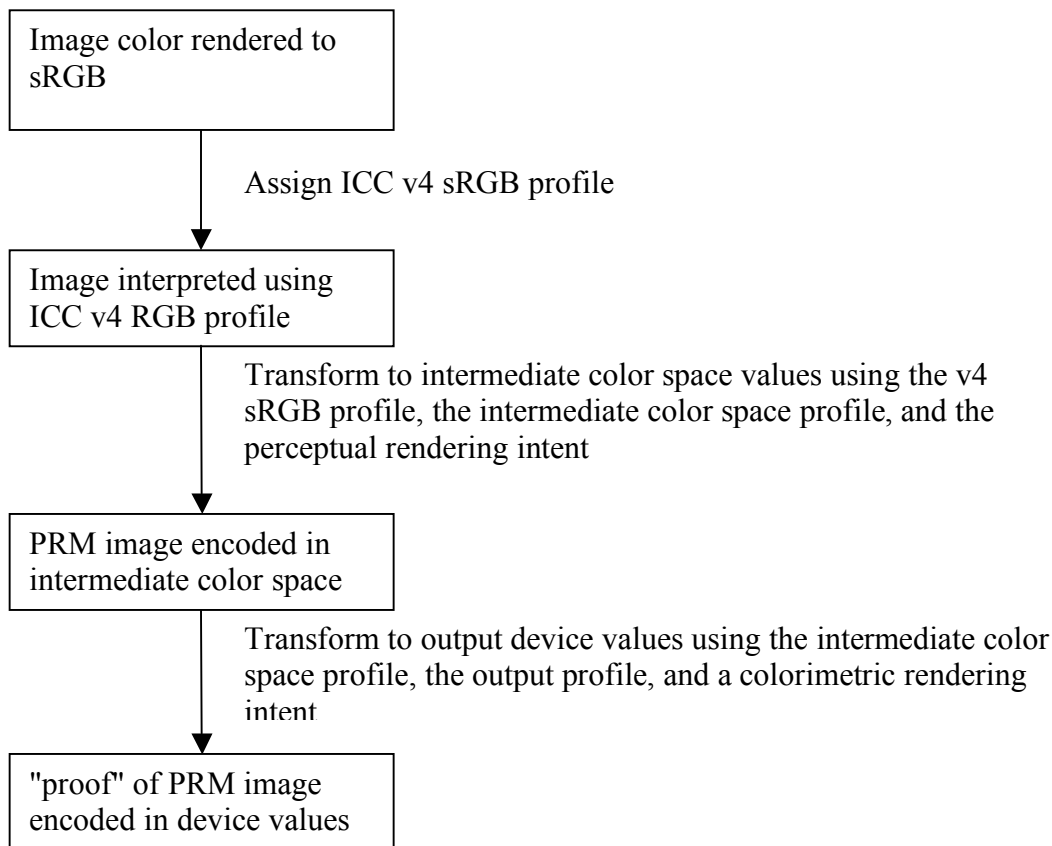 Image color rendered to
sRGB
Assign ICC v4 sRGB profile
Image interpreted using
ICC v4 RGB profile
Transform to intermediate color space values using the v4
sRGB profile, the intermediate color space profile, and the
perceptual rendering intent
PRM image encoded in
intermediate color space
Transform to output device values using the intermediate color
space profile, the output profile, and a colorimetric rendering
intent
"proof" of PRM image
encoded in device values